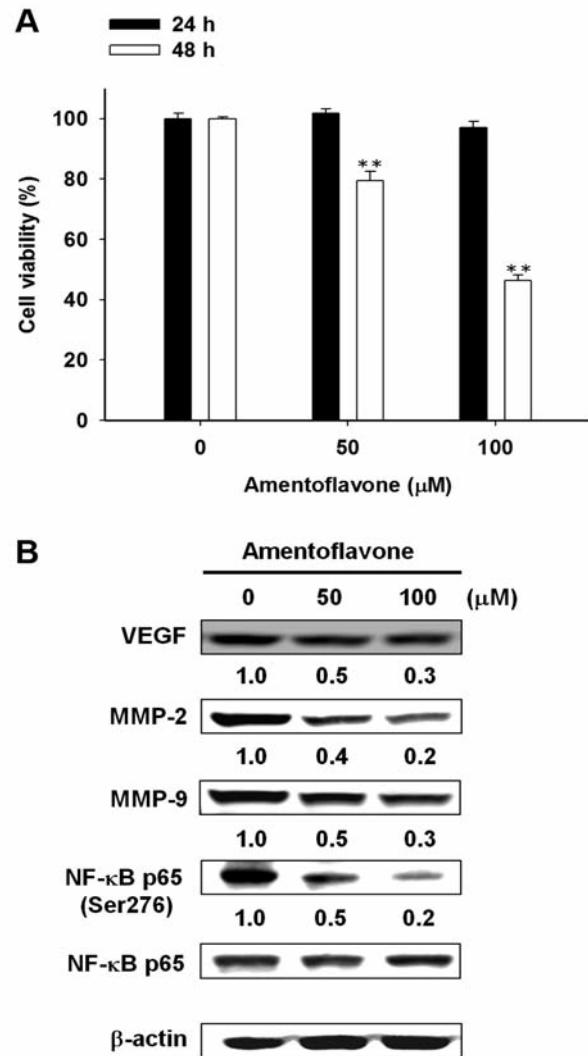 A
24 h
48 h
Cell viability (%)
100
80
60
40
20
0
**
**
0 50 100
Amentoflavone (μM)
B
Amentoflavone
0 50 100 (μM)
VEGF
1.0 0.5 0.3
MMP-2
1.0 0.4 0.2
MMP-9
1.0 0.5 0.3
NF-κB p65
(Ser276)
1.0 0.5 0.2
NF-κB p65
β-actin